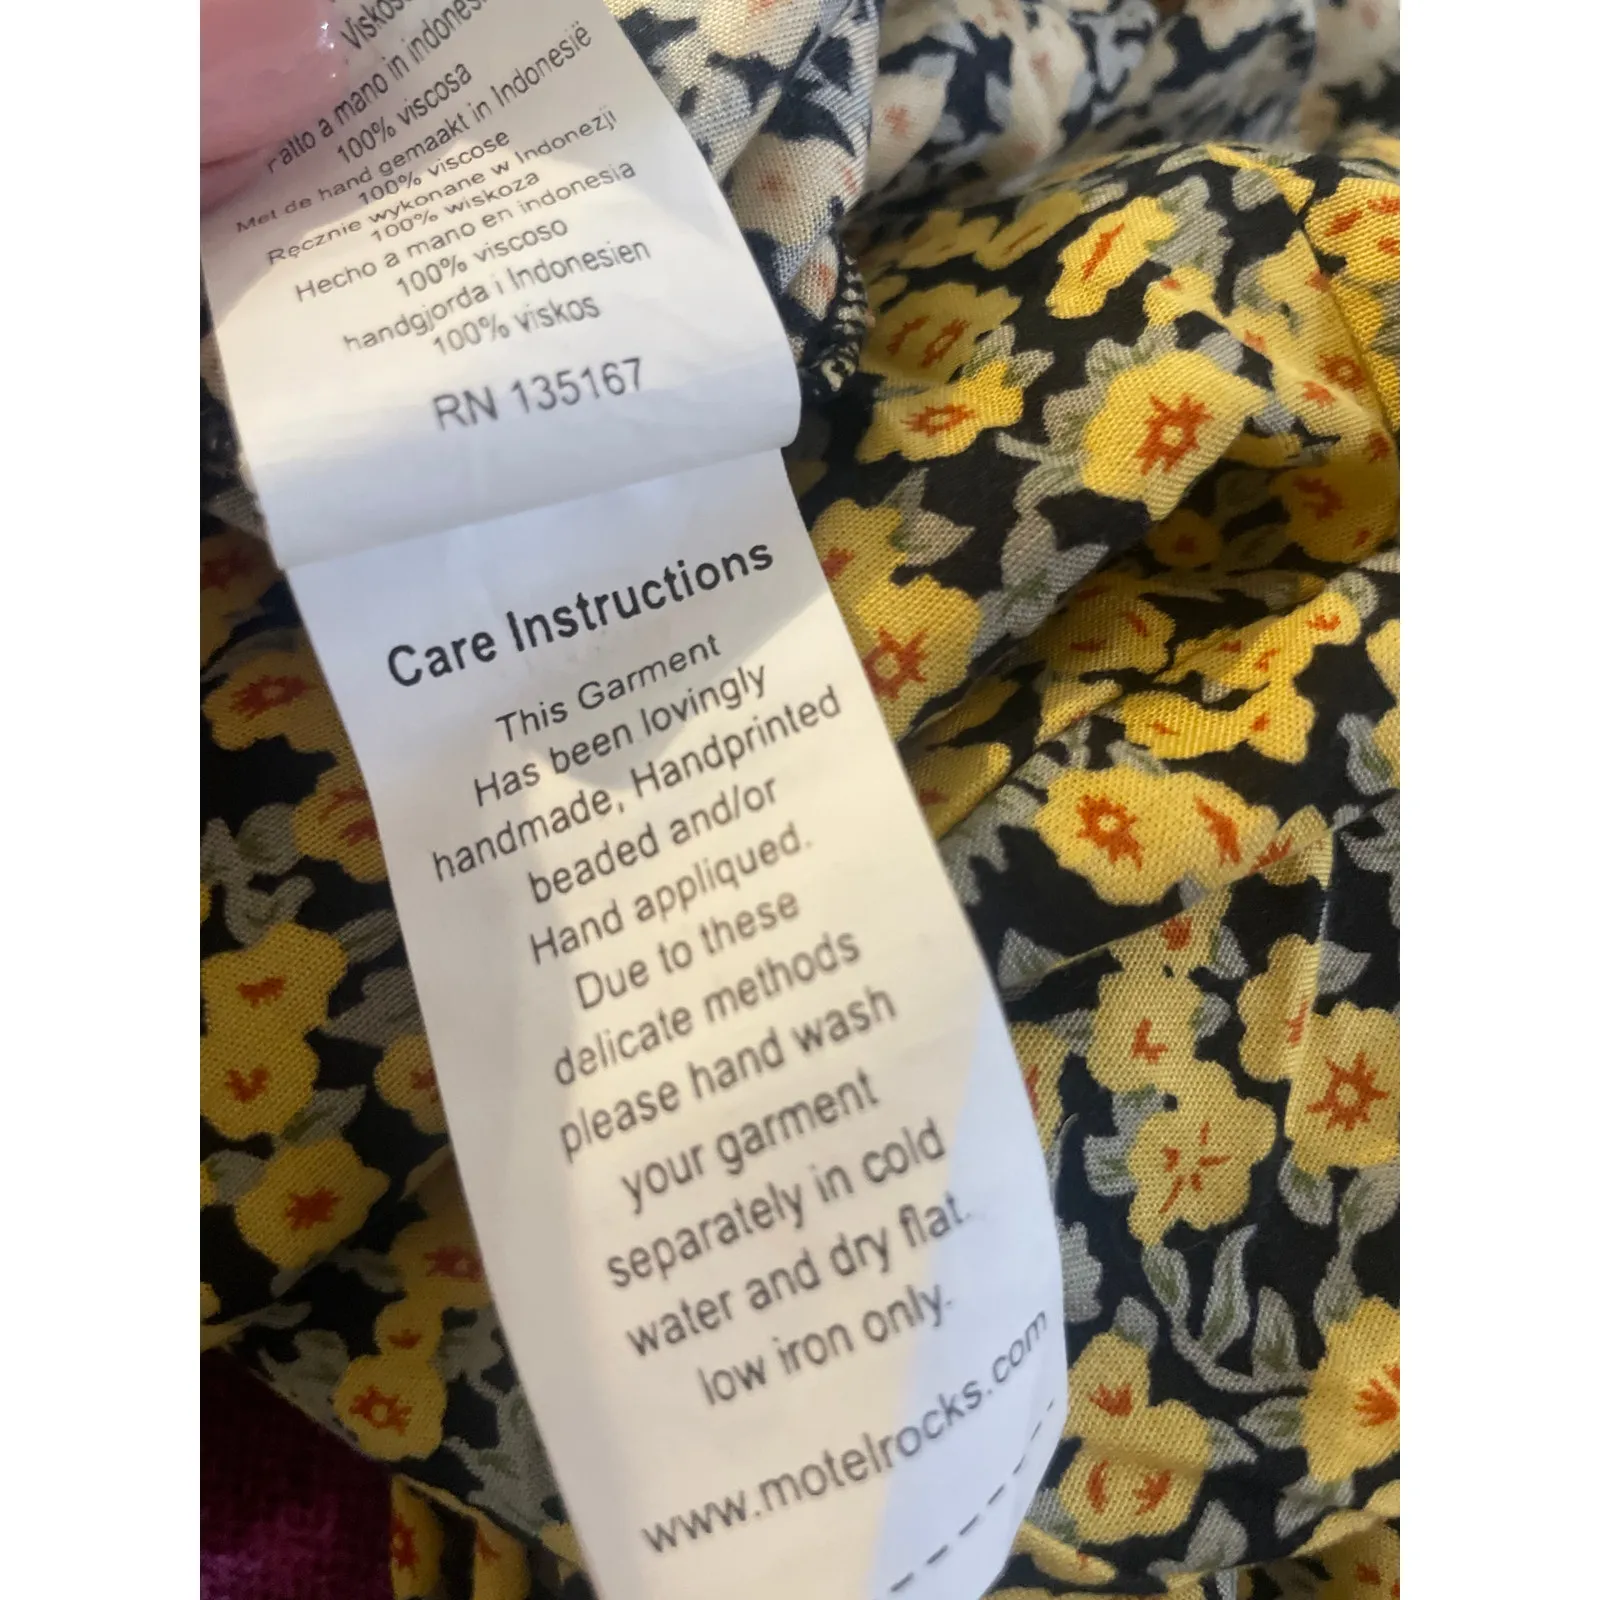 mano in
100% viscosa
Met de hand gemaakt in Indonesië
100% viscose
Ręcznie wykonane w Indonezji
100% wiskoza
Hecho a mano en indonesia
100% viscoso
handgjorda i Indonesien
100% viskos
RN 135167
Care Instructions
This Garment
Has been lovingly
handmade, Handprinted
beaded and/or
Hand appliqued.
Due to these
delicate methods
please hand wash
your garment
separately in cold
water and dry flat.
low iron only.
www.motelrocks.com